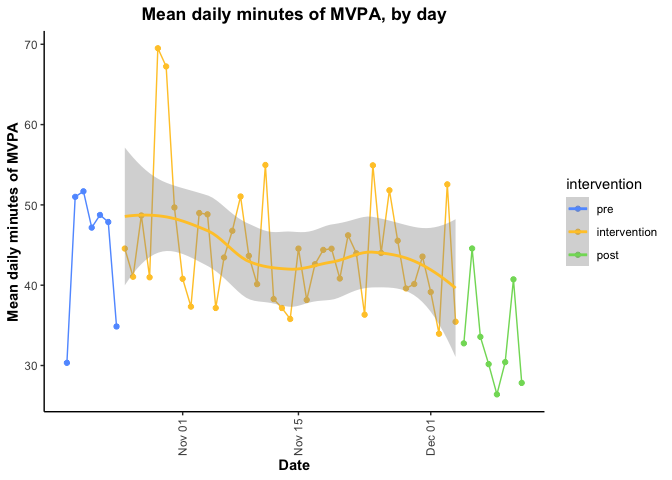 Mean daily minutes of MVPA, by day
Mean daily minutes of MVPA
70
60
50
40
30
Nov 01
Nov 15
Dec 01
Date
intervention
pre
intervention
post